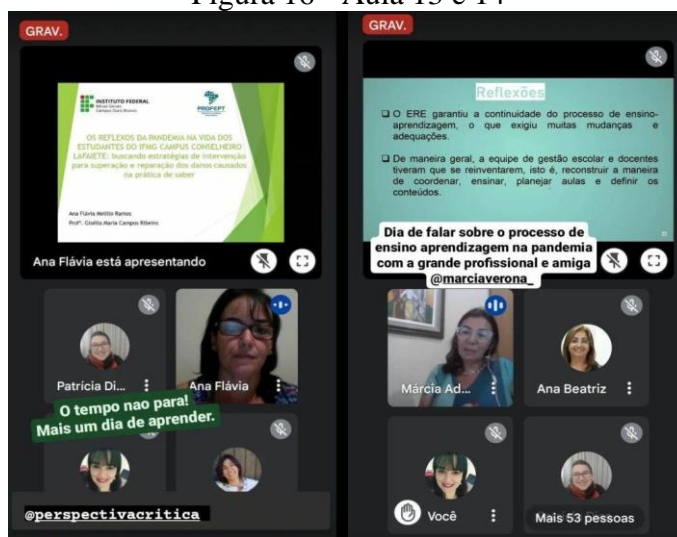 Figura 16 - Aula 13 e 14
GRAV.
INSTITUTO FEDERAL
Minas Gerais
PROFEPT
OS REFLEXOS DA PANDEMIA NA VIDA DOS
ESTUDANTES DO IFMG CAMPUS CONSELHEIRO
LAFAIETE: buscando estratégias de intervenção
para superação e reparação dos danos causados
na prática de saber
Ana Flávia Melillo Ramos
Profª. Gisélia Maria Campos Ribeiro
Ana Flávia está apresentando
Patrícia Di...
Ana Flávia
O tempo nao para!
Mais um dia de aprender.
@perspectivacritica
GRAV.
Reflexões
O ERE garantiu a continuidade do processo de ensino-
aprendizagem, o que exigiu muitas mudanças e
adequações.
De maneira geral, a equipe de gestão escolar e docentes
tiveram que se reinventarem, isto é, reconstruir a maneira
de coordenar, ensinar, planejar aulas e definir os
conteúdos.
Dia de falar sobre o processo de
ensino aprendizagem na pandemia
com a grande profissional e amiga
@marciaverona_
Márcia Ad...
Ana Beatriz
Você
Mais 53 pessoas